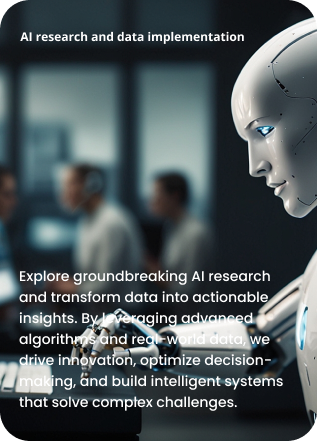 AI research and data implementation
Explore groundbreaking AI research
and transform data into actionable
insights. By leveraging advanced
algorithms and real-world data, we
drive innovation, optimize decision-
making, and build intelligent systems
that solve complex challenges.